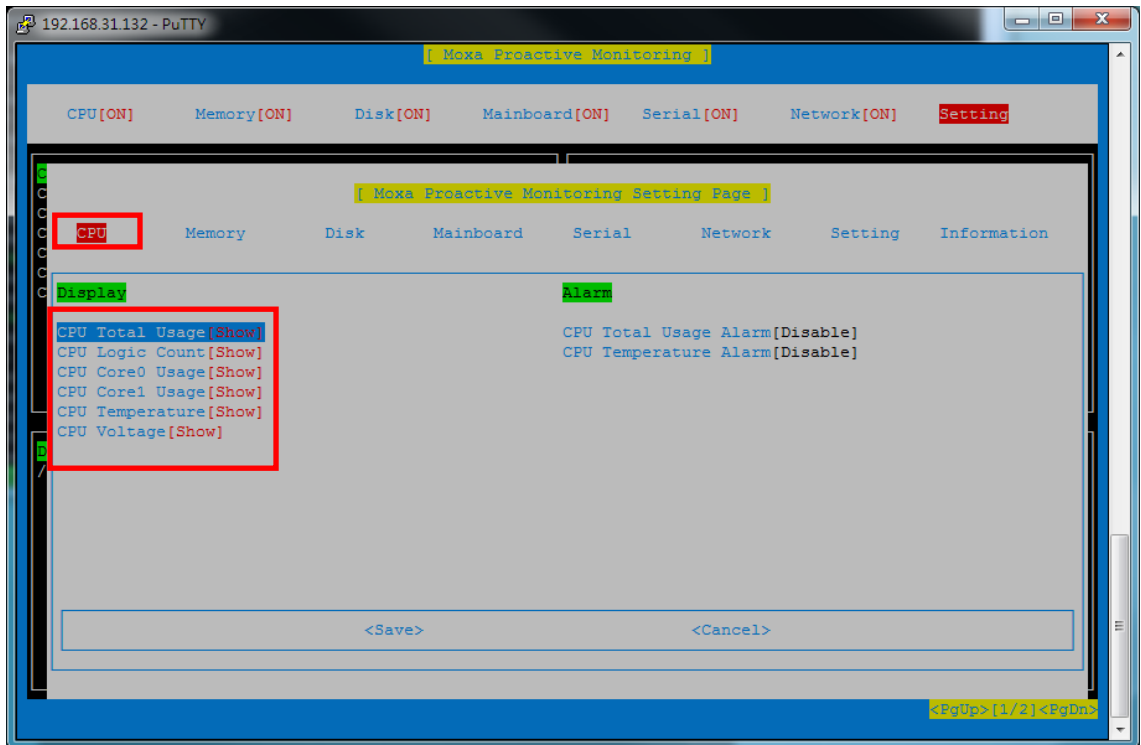 192.168.31.132 - PuTTY
[ Moxa Proactive Monitoring ]
CPU[ON] Memory[ON] Disk[ON] Mainboard[ON] Serial[ON] Network[ON] Setting
[ Moxa Proactive Monitoring Setting Page ]
CPU Memory Disk Mainboard Serial Network Setting Information
Display Alarm
CPU Total Usage[Show] CPU Total Usage Alarm[Disable]
CPU Logic Count[Show] CPU Temperature Alarm[Disable]
CPU Core0 Usage[Show]
CPU Core1 Usage[Show]
CPU Temperature[Show]
CPU Voltage[Show]
<Save> <Cancel>
<PgUp>[1/2]<PgDn>